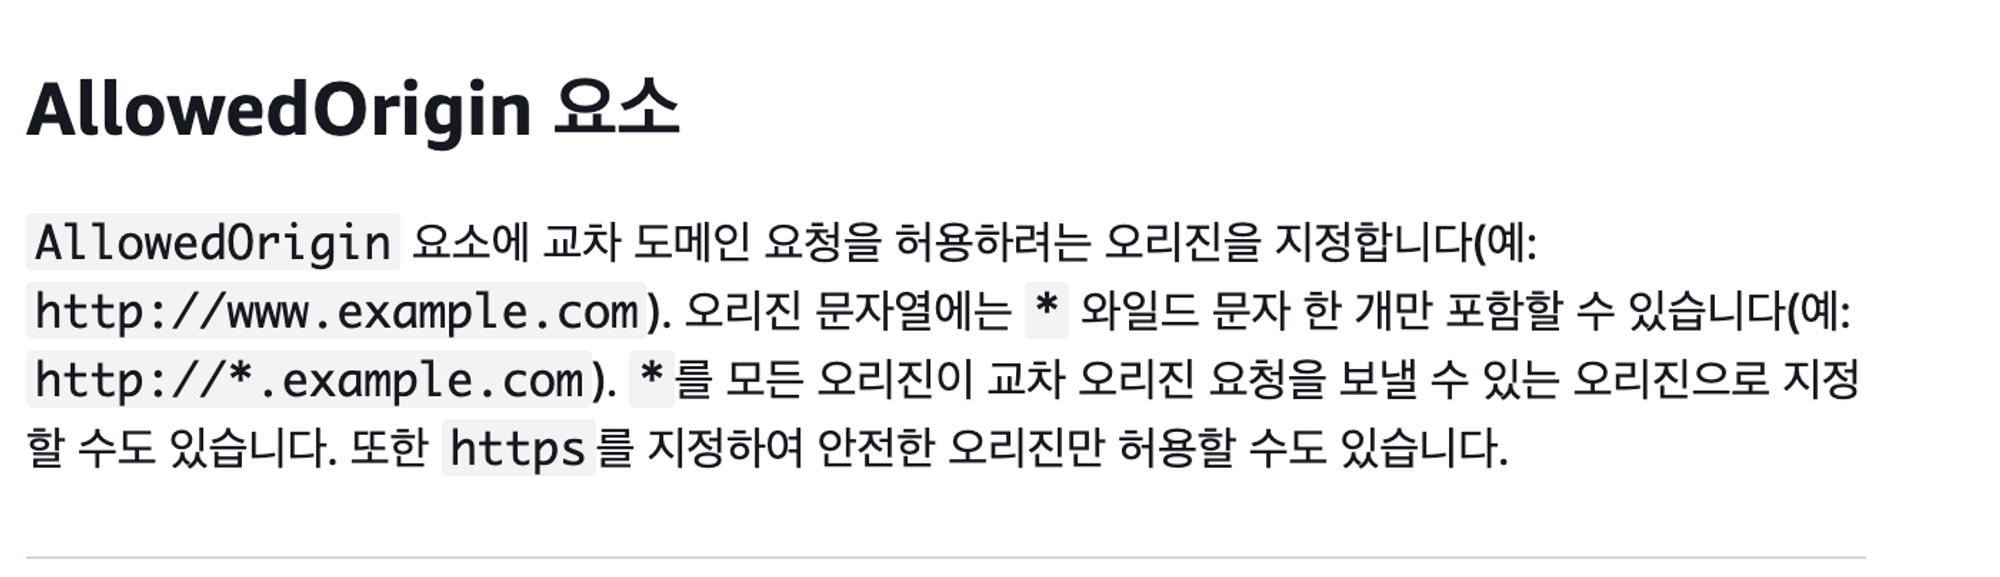 AllowedOrigin 요소
AllowedOrigin 요소에 교차 도메인 요청을 허용하려는 오리진을 지정합니다(예:
http://www.example.com). 오리진 문자열에는 * 와일드 문자 한 개만 포함할 수 있습니다(예:
http://*.example.com). *를 모든 오리진이 교차 오리진 요청을 보낼 수 있는 오리진으로 지정
할 수도 있습니다. 또한 https를 지정하여 안전한 오리진만 허용할 수도 있습니다.